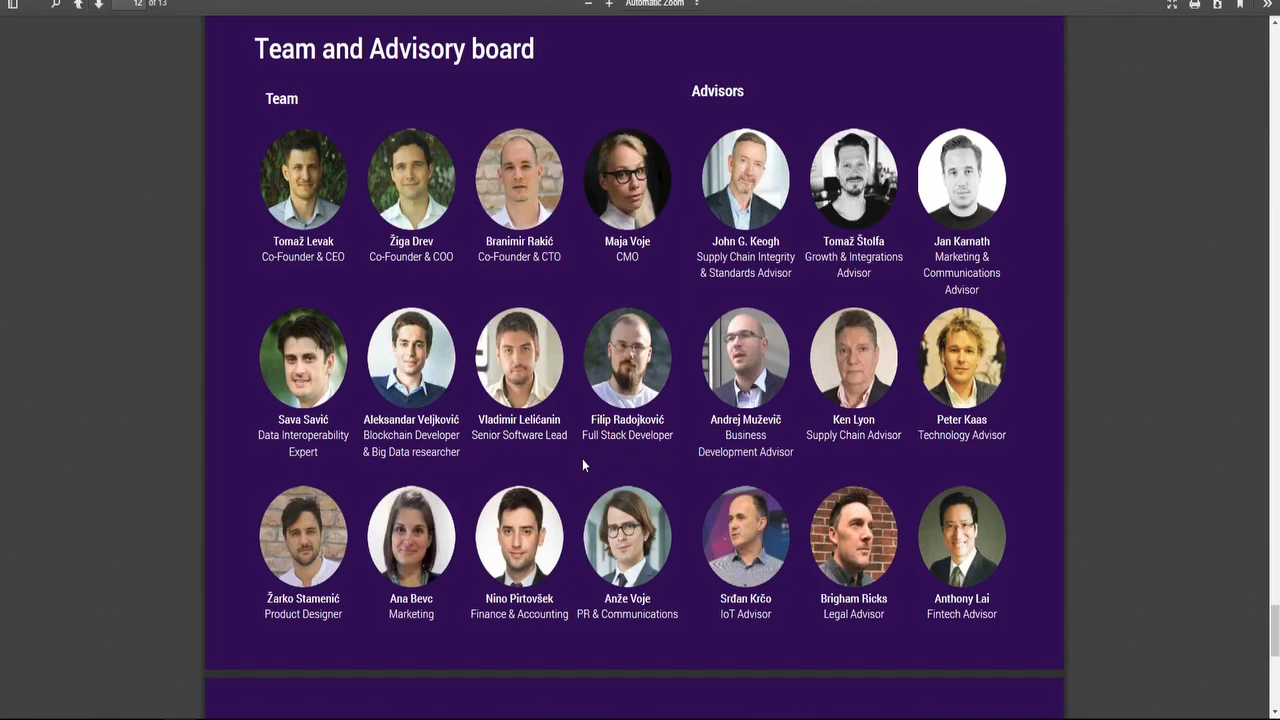 12 of 13
Automatic Zoom
Team and Advisory board
Team
Advisors
Tomaž Levak
Co-Founder & CEO
Žiga Drev
Co-Founder & COO
Branimir Rakić
Co-Founder & CTO
Maja Voje
CMO
John G. Keogh
Supply Chain Integrity
& Standards Advisor
Tomaž Štolfa
Growth & Integrations
Advisor
Jan Karnath
Marketing &
Communications
Advisor
Sava Savić
Data Interoperability
Expert
Aleksandar Veljković
Blockchain Developer
& Big Data researcher
Vladimir Lelićanin
Senior Software Lead
Filip Radojković
Full Stack Developer
Andrej Muževič
Business
Development Advisor
Ken Lyon
Supply Chain Advisor
Peter Kaas
Technology Advisor
Žarko Stamenić
Product Designer
Ana Bevc
Marketing
Nino Pirtovšek
Finance & Accounting
Anže Voje
PR & Communications
Srđan Krčo
IoT Advisor
Brigham Ricks
Legal Advisor
Anthony Lai
Fintech Advisor